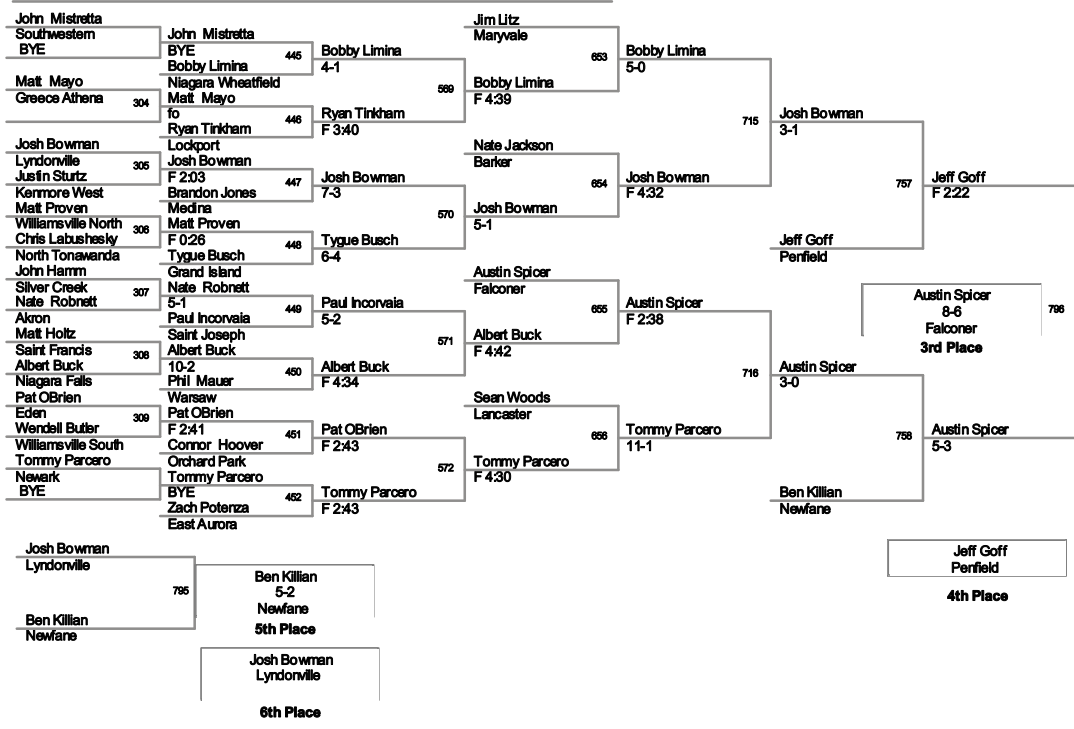 John Mistretta
Southwestern
BYE
Matt Mayo
Greece Athena
304
Josh Bowman
Lyndonville
305
Justin Sturtz
Kenmore West
Matt Proven
Williamsville North
306
Chris Labushesky
North Tonawanda
John Hamm
Silver Creek
307
Nate Robnett
Akron
Matt Holtz
Saint Francis
308
Albert Buck
Niagara Falls
Pat OBrien
Eden
309
Wendell Butler
Williamsville South
Tommy Parcero
Newark
BYE
John Mistretta
BYE
445
Bobby Limina
Niagara Wheatfield
Matt Mayo
fo
446
Ryan Tinkham
Lockport
Josh Bowman
F 2:03
447
Brandon Jones
Medina
Matt Proven
F 0:26
448
Tygue Busch
Grand Island
Nate Robnett
5-1
449
Paul Incorvaia
Saint Joseph
Albert Buck
10-2
450
Phil Mauer
Warsaw
Pat OBrien
F 2:41
451
Connor Hoover
Orchard Park
Tommy Parcero
BYE
452
Zach Potenza
East Aurora
Bobby Limina
4-1
569
Ryan Tinkham
F 3:40
Josh Bowman
7-3
570
Tygue Busch
6-4
Paul Incorvaia
5-2
571
Albert Buck
F 4:34
Pat OBrien
F 2:43
572
Tommy Parcero
F 2:43
Jim Litz
Maryvale
653
Bobby Limina
F 4:39
Nate Jackson
Barker
654
Josh Bowman
5-1
Austin Spicer
Falconer
655
Albert Buck
F 4:42
Sean Woods
Lancaster
656
Tommy Parcero
F 4:30
Bobby Limina
5-0
715
Josh Bowman
F 4:32
Austin Spicer
F 2:38
716
Tommy Parcero
11-1
Josh Bowman
3-1
757
Jeff Goff
Penfield
Austin Spicer
3-0
758
Ben Killian
Newfane
Jeff Goff
F 2:22
Austin Spicer
8-6
Falconer
3rd Place
796
Austin Spicer
5-3
Jeff Goff
Penfield
4th Place
Josh Bowman
Lyndonville
795
Ben Killian
Newfane
Ben Killian
5-2
Newfane
5th Place
Josh Bowman
Lyndonville
6th Place